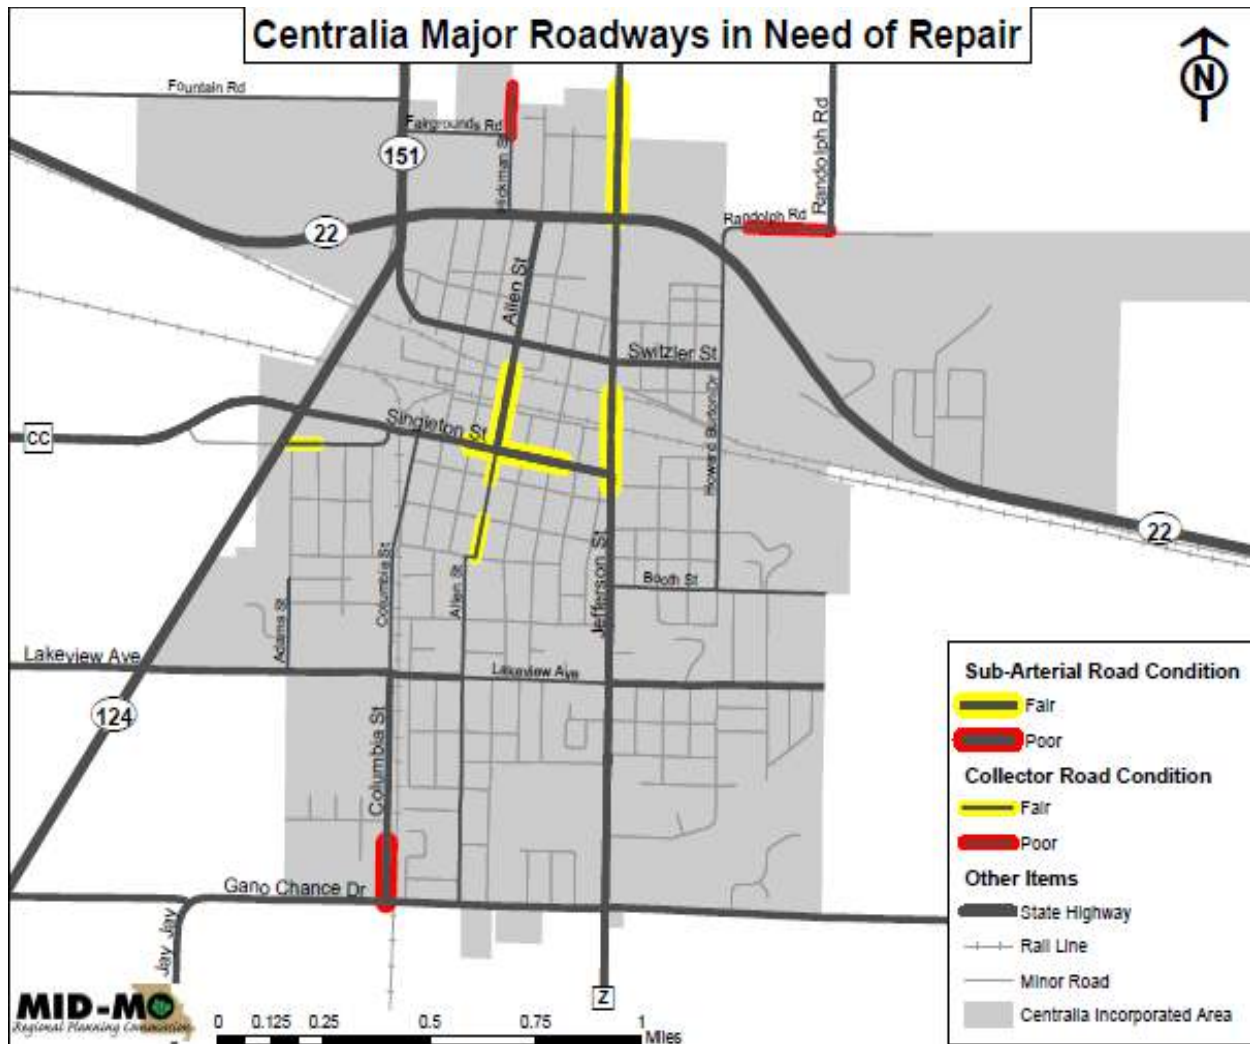 Centralia Major Roadways in Need of Repair
N
Fountain Rd
Fairgrounds Rd
Hickman St
151
Randolph Rd
Randolph Rd
22
Allen St
Switzler St
Singleton St
CC
Howard Burton Dr
22
Columbia St
Allen St
Jefferson St
Booth St
Adams St
Lakeview Ave
Lakeview Ave
124
Columbia St
Gano Chance Dr
Jay Jay
Z
Sub-Arterial Road Condition
Fair
Poor
Collector Road Condition
Fair
Poor
Other Items
State Highway
Rail Line
Minor Road
Centralia Incorporated Area
MID-MO
Regional Planning Commission
0 0.125 0.25 0.5 0.75 1
Miles